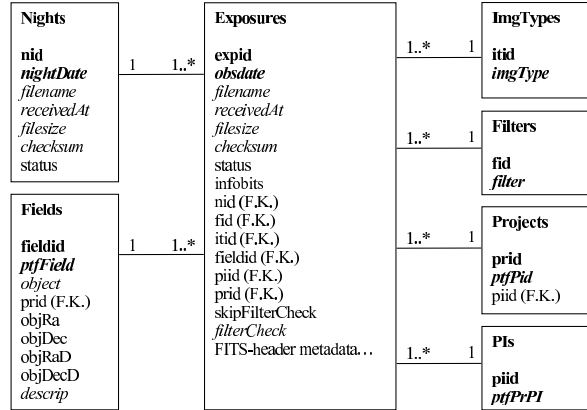 Nights
nid
nightDate
filename
receivedAt
filesize
checksum
status
Fields
fieldid
ptfField
object
prid (F.K.)
objRa
objDec
objRaD
objDecD
descrip
1 1..*
1 1..*
Exposures
expid
obsdate
filename
receivedAt
filesize
checksum
status
infobits
nid (F.K.)
fid (F.K.)
itid (F.K.)
fieldid (F.K.)
piid (F.K.)
prid (F.K.)
skipFilterCheck
filterCheck
FITS-header metadata…
1..* 1
1..* 1
1..* 1
1..* 1
ImgTypes
itid
imgType
Filters
fid
filter
Projects
prid
ptfPid
piid (F.K.)
PIs
piid
ptfPrPI